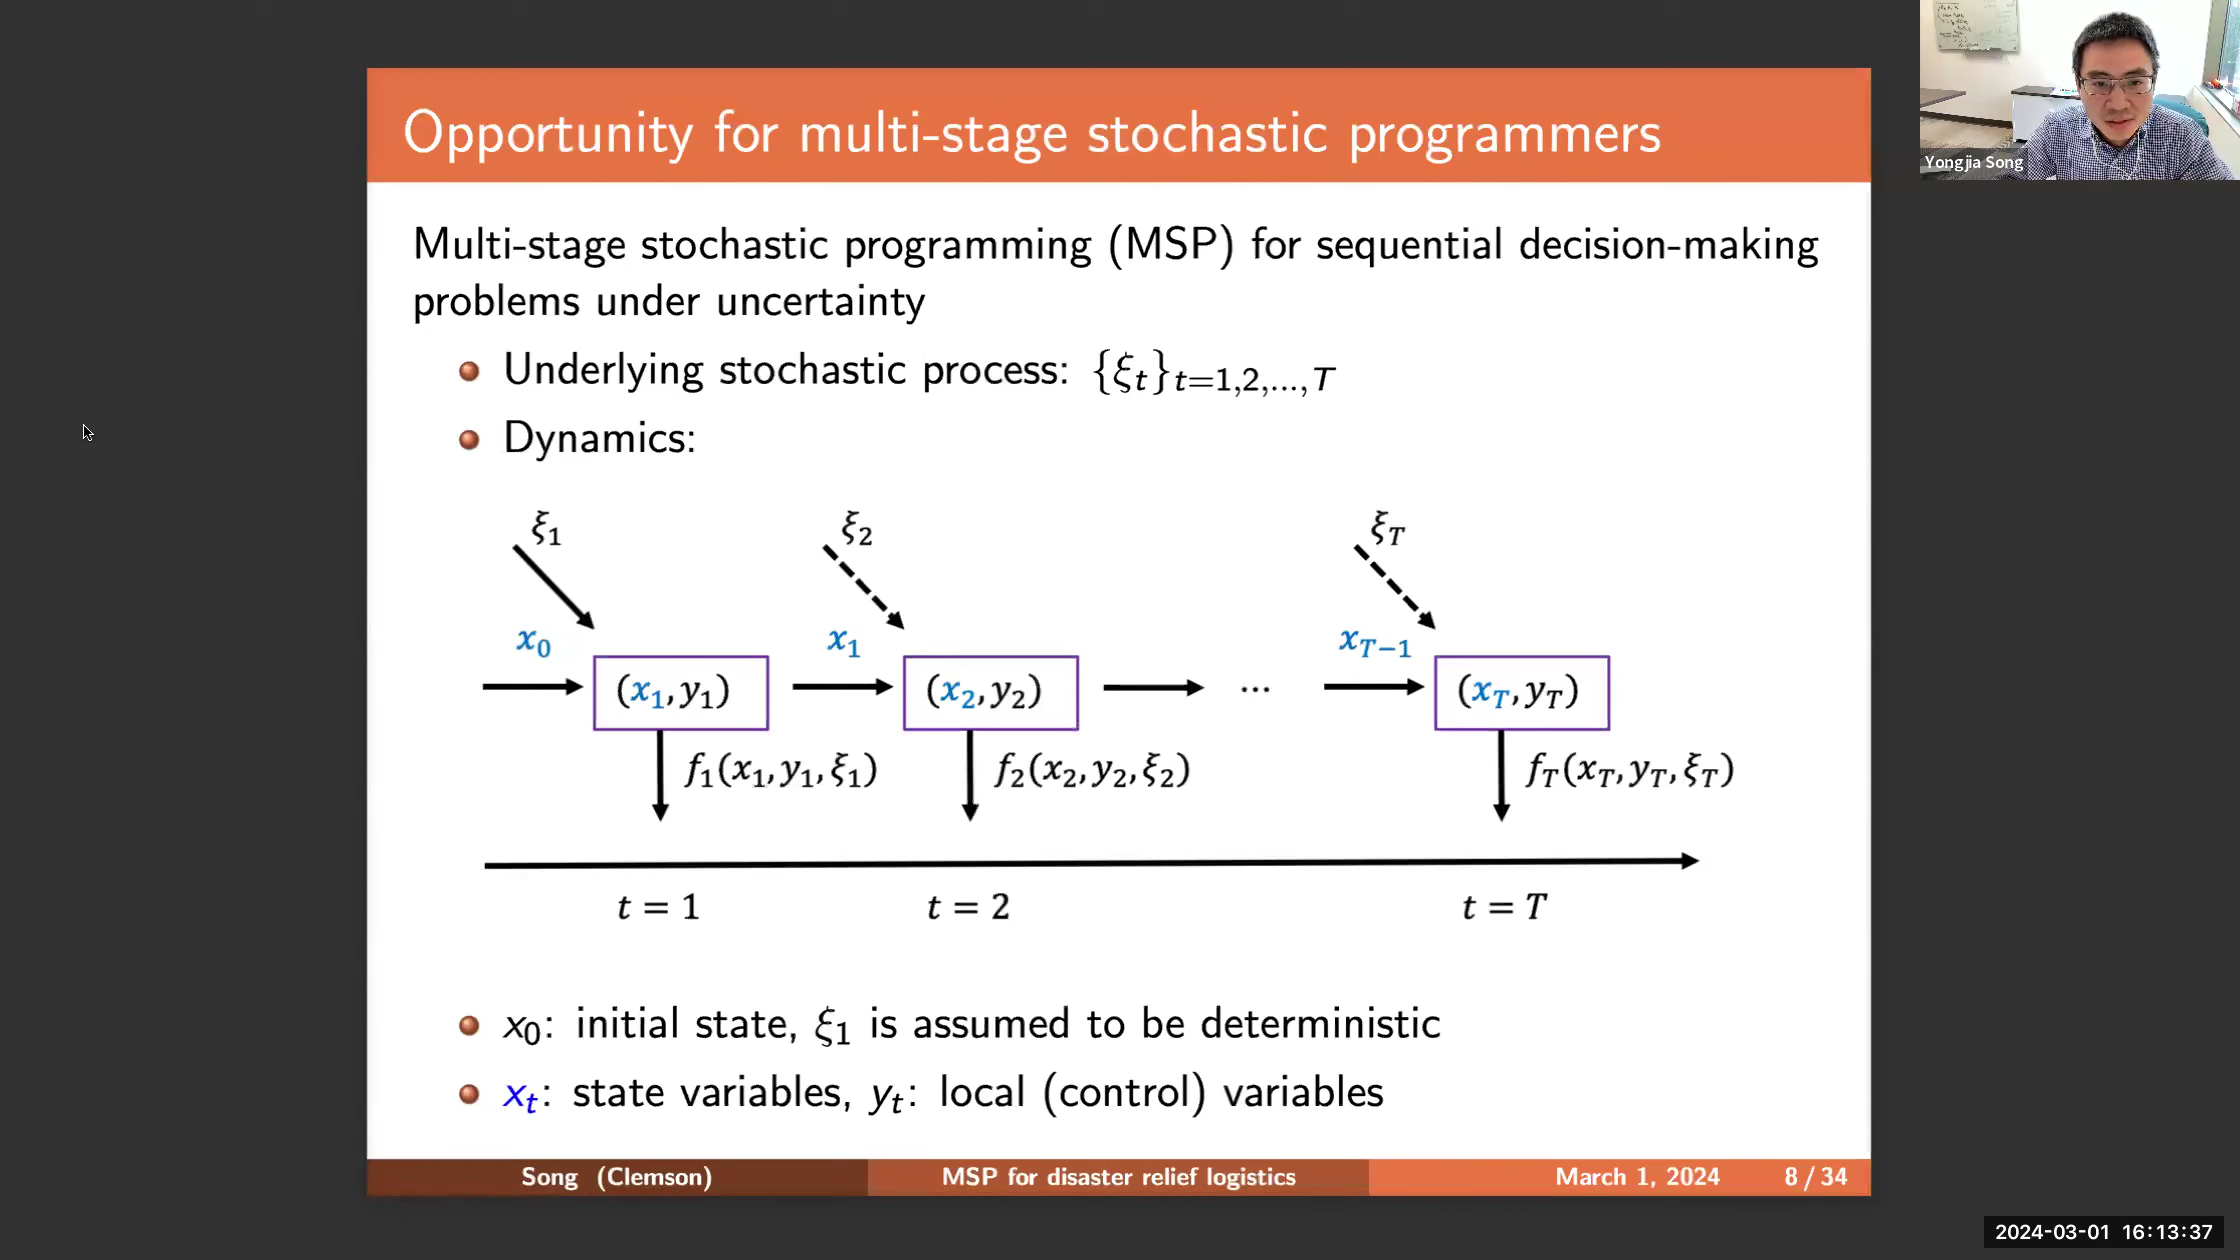 Opportunity for multi-stage stochastic programmers
Yongjia Song
Multi-stage stochastic programming (MSP) for sequential decision-making
problems under uncertainty
Underlying stochastic process: {ξt}t=1,2,...,T
Dynamics:
ξ1 ξ2 ξT
x0 x1 xT−1
(x1, y1) (x2, y2) ... (xT, yT)
f1(x1, y1, ξ1) f2(x2, y2, ξ2) fT(xT, yT, ξT)
t = 1 t = 2 t = T
x0: initial state, ξ1 is assumed to be deterministic
xt: state variables, yt: local (control) variables
Song (Clemson) MSP for disaster relief logistics March 1, 2024 8 / 34
2024-03-01 16:13:37